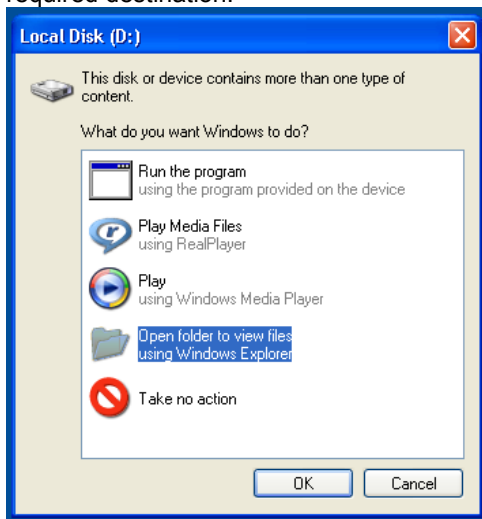 required destination.
Local Disk (D:)
This disk or device contains more than one type of
content.
What do you want Windows to do?
Run the program
using the program provided on the device
Play Media Files
using RealPlayer
Play
using Windows Media Player
Open folder to view files
using Windows Explorer
Take no action
OK
Cancel